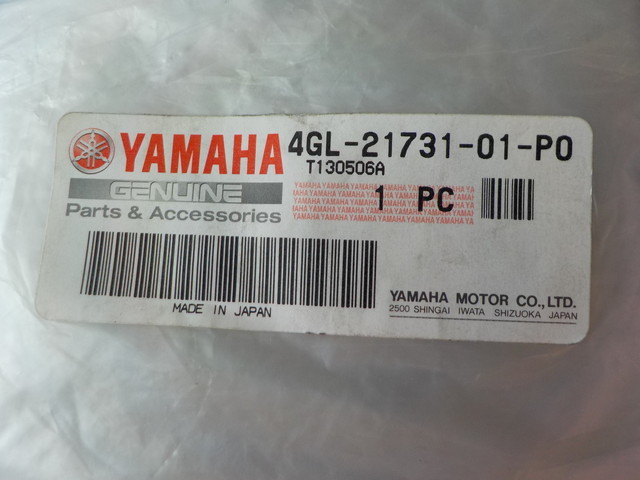 YAMAHA 4GL-21731-01-P0
T130506A
GENUINE
Parts & Accessories
1 PC
MADE IN JAPAN
YAMAHA MOTOR CO.,LTD.
2500 SHINGAI IWATA SHIZUOKA JAPAN